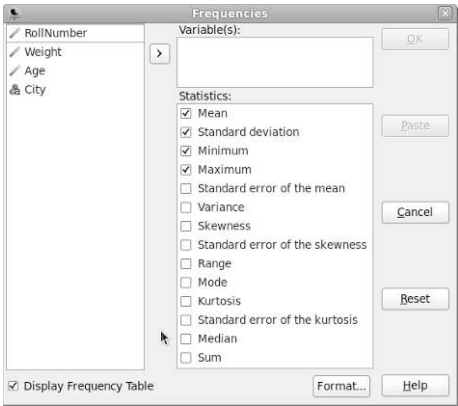 Frequencies
RollNumber
Weight
Age
City
Variable(s):
Statistics:
Mean
Standard deviation
Minimum
Maximum
Standard error of the mean
Variance
Skewness
Standard error of the skewness
Range
Mode
Kurtosis
Standard error of the kurtosis
Median
Sum
OK
Paste
Cancel
Reset
Display Frequency Table
Format...
Help